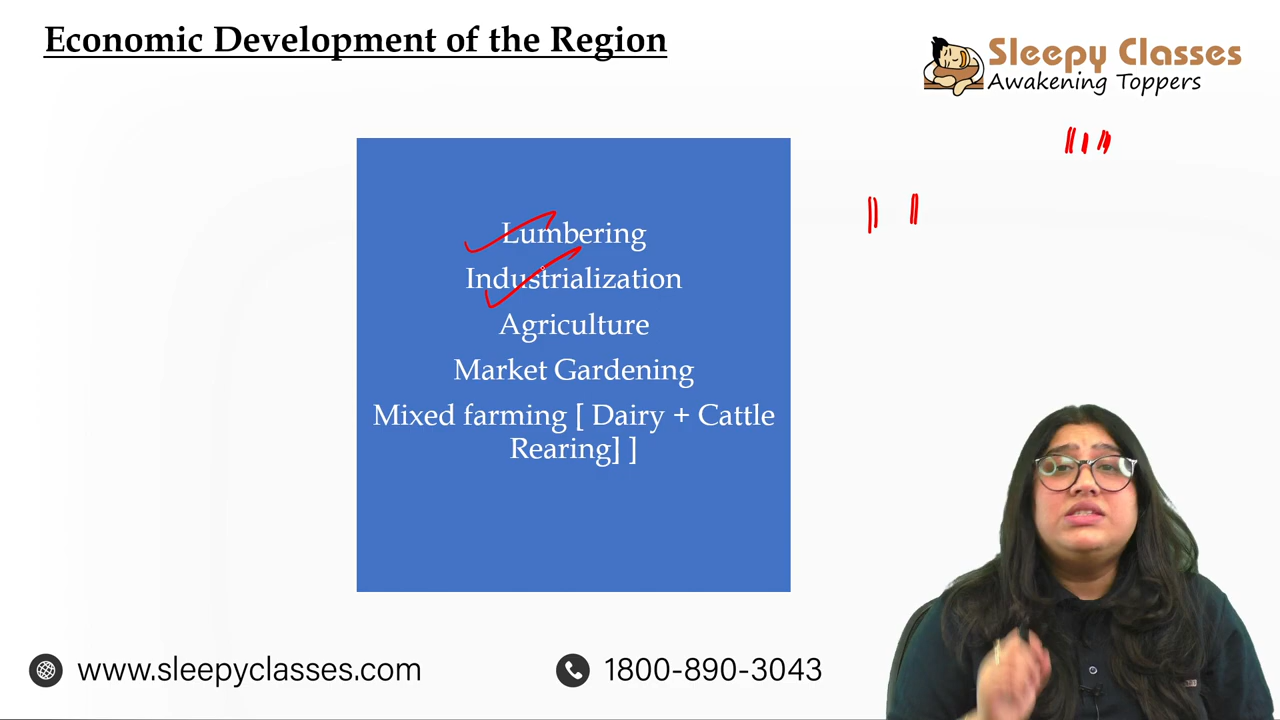 Economic Development of the Region
Sleepy Classes
Awakening Toppers
Lumbering
Industrialization
Agriculture
Market Gardening
Mixed farming [ Dairy + Cattle
Rearing] ]
www.sleepyclasses.com
1800-890-3043